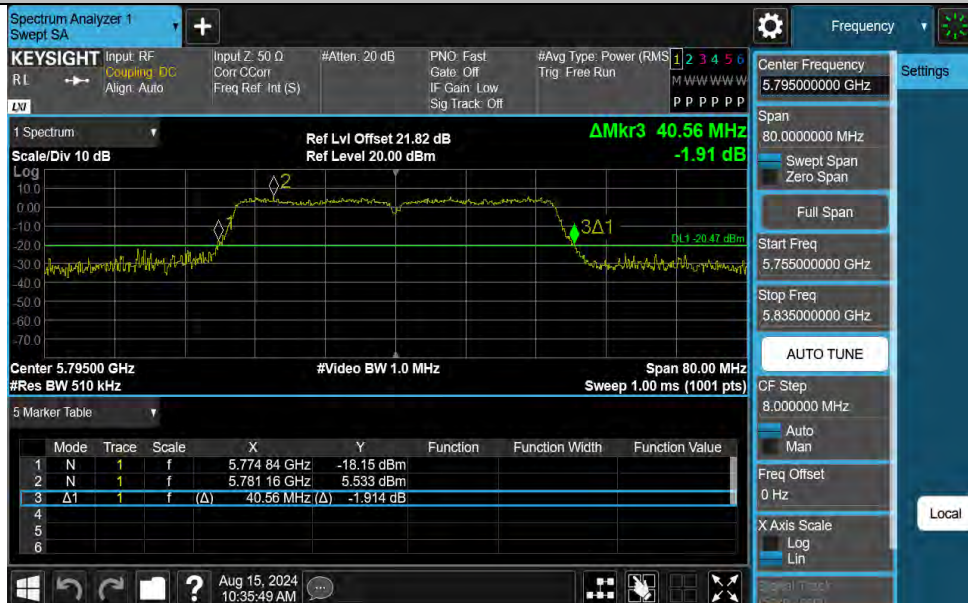 Spectrum Analyzer 1
Swept SA
+
Frequency
KEYSIGHT
RL
LXI
Input: RF
Coupling: DC
Align: Auto
Input Z: 50 Ω
Corr CCorr
Freq Ref: Int (S)
#Atten: 20 dB
PNO: Fast
Gate: Off
IF Gain: Low
Sig Track: Off
#Avg Type: Power (RMS
Trig: Free Run
1 2 3 4 5 6
M W W W W W
P P P P P P
1 Spectrum
Scale/Div 10 dB
Ref Lvl Offset 21.82 dB
Ref Level 20.00 dBm
ΔMkr3 40.56 MHz
-1.91 dB
Log
10.0
0.00
-10.0
-20.0
-30.0
-40.0
-50.0
-60.0
-70.0
1
2
3Δ1
DL1 -20.47 dBm
Center 5.79500 GHz
#Video BW 1.0 MHz
Span 80.00 MHz
#Res BW 510 kHz
Sweep 1.00 ms (1001 pts)
5 Marker Table
Mode Trace Scale X Y Function Function Width Function Value
1 N 1 f 5.774 84 GHz -18.15 dBm
2 N 1 f 5.781 16 GHz 5.533 dBm
3 Δ1 1 f (Δ) 40.56 MHz (Δ) -1.914 dB
4
5
6
?
Aug 15, 2024
10:35:49 AM
Center Frequency
5.795000000 GHz
Span
80.0000000 MHz
Swept Span
Zero Span
Full Span
Start Freq
5.755000000 GHz
Stop Freq
5.835000000 GHz
AUTO TUNE
CF Step
8.000000 MHz
Auto
Man
Freq Offset
0 Hz
X Axis Scale
Log
Lin
Signal Track
Settings
Local